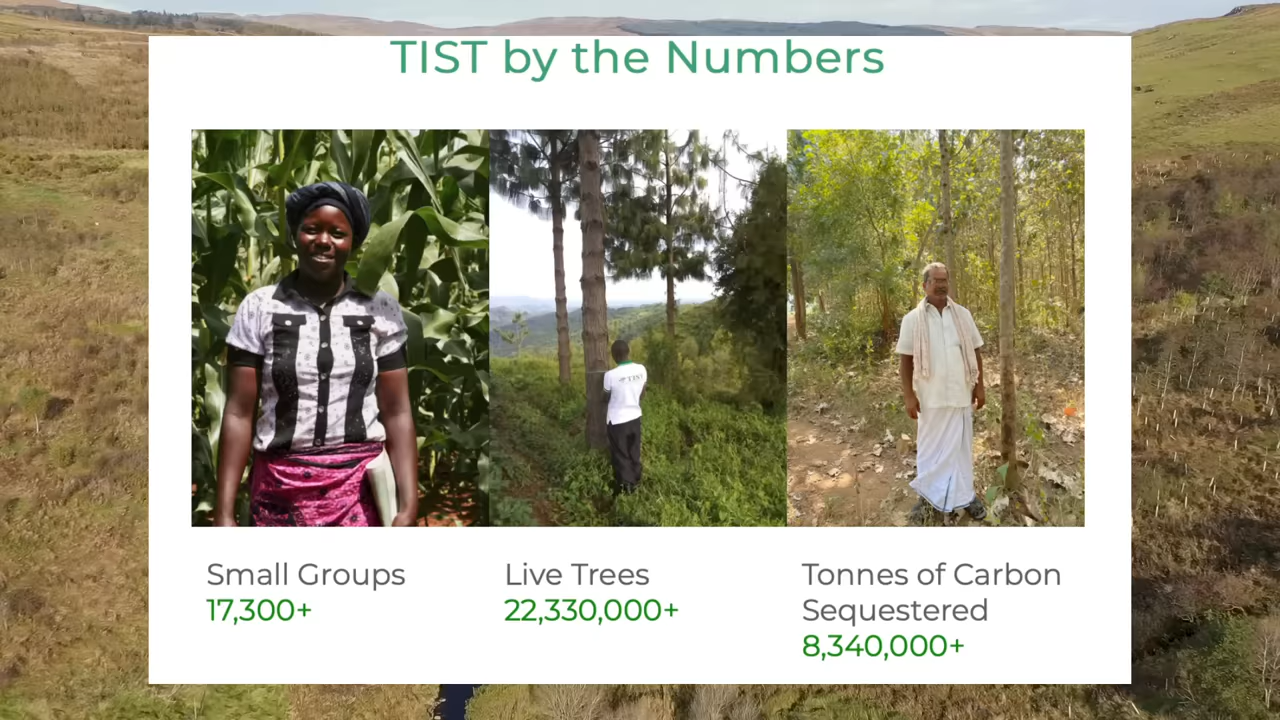 TIST by the Numbers
TIST
Small Groups
17,300+
Live Trees
22,330,000+
Tonnes of Carbon
Sequestered
8,340,000+